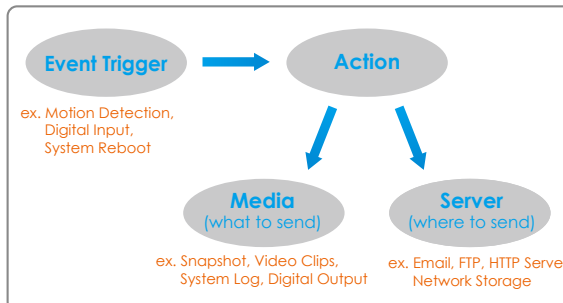 Event Trigger
Action
ex. Motion Detection,
Digital Input,
System Reboot
Media
(what to send)
Server
(where to send)
ex. Snapshot, Video Clips,
System Log, Digital Output
ex. Email, FTP, HTTP Serve
Network Storage